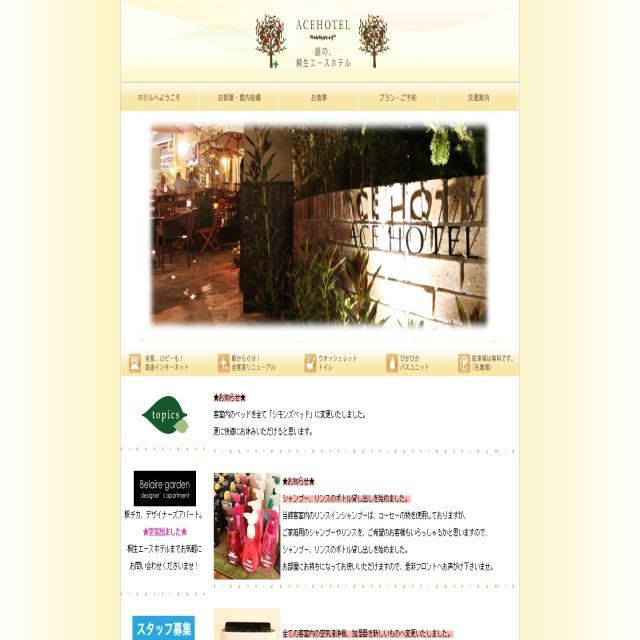 ACEHOTEL
庭の、
桐生エースホテル
ホテルへようこそ
お部屋・館内設備
お食事
プラン・ご予約
交通案内
ACE HOTEL
全室、ロビーも!
高速インターネット
駅から0分!
全客室リニューアル
ウオッシュレット
トイレ
ぴかぴか
バスユニット
駐車場は無料です。
(先着順)
topics
★お知らせ★
客室内のベッドを全て「シモンズベッド」に変更いたしました。
更に快適にお休みいただけると思います。
Belaire garden
designer's apartment
駅チカ、デザイナーズアパート。
★空室出ました★
桐生エースホテルまでお気軽に
お問い合わせくださいませ!
★お知らせ★
シャンプー、リンスのボトル貸し出しを始めました。
当館客室内のリンスインシャンプーは、コーセーの物を使用しておりますが、
ご家庭用のシャンプーやリンスを、ご希望のお客様もいらっしゃるかと思いますので、
シャンプー、リンスのボトル貸し出しを始めました。
お部屋にお持ちになってお使いいただけますので、是非フロントへお声がけ下さいませ。
スタッフ募集
全ての客室内の空気清浄機、加湿器を新しいものへ変更いたしました。